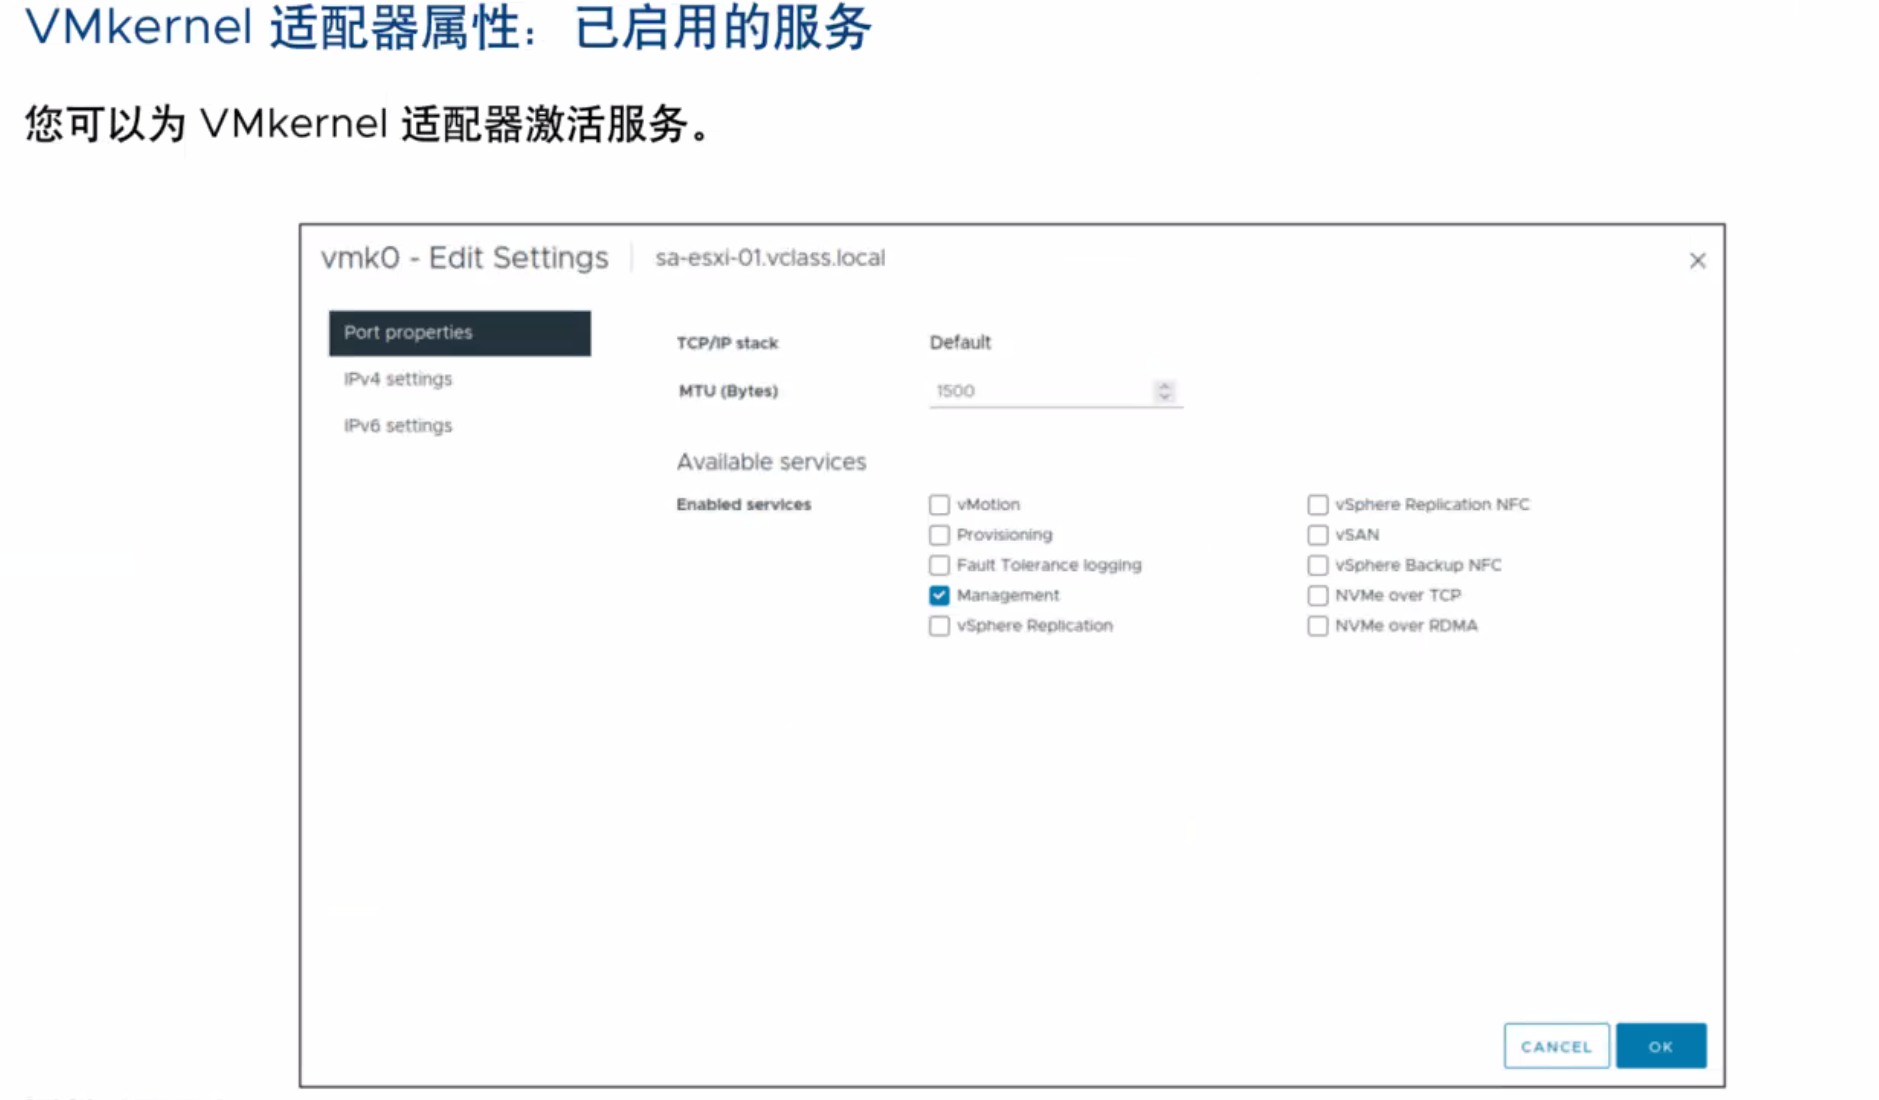 VMkernel 适配器属性：已启用的服务
您可以为 VMkernel 适配器激活服务。
vmk0 - Edit Settings sa-esxi-01.vclass.local
Port properties
IPv4 settings
IPv6 settings
TCP/IP stack Default
MTU (Bytes) 1500
Available services
Enabled services vMotion vSphere Replication NFC
Provisioning vSAN
Fault Tolerance logging vSphere Backup NFC
Management NVMe over TCP
vSphere Replication NVMe over RDMA
CANCEL OK